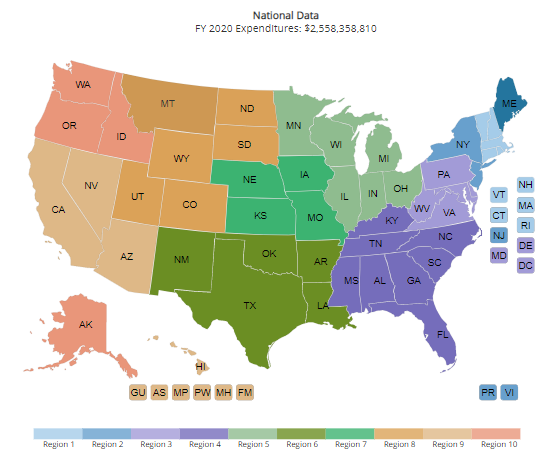 National Data
FY 2020 Expenditures: $2,558,358,810
WA
MT
ND
ME
OR
MN
ID
WI
NY
SD
MI
WY
PA
NE
IA
NV
IL
IN
OH
NH
VT
UT
CO
WV
VA
MA
CA
KS
MO
KY
CT
RI
NC
NJ
TN
DE
AZ
NM
OK
AR
MD
SC
DC
MS
AL
GA
TX
LA
AK
FL
HI
GU AS MP PW MH FM
PR VI
Region 1 Region 2 Region 3 Region 4 Region 5 Region 6 Region 7 Region 8 Region 9 Region 10